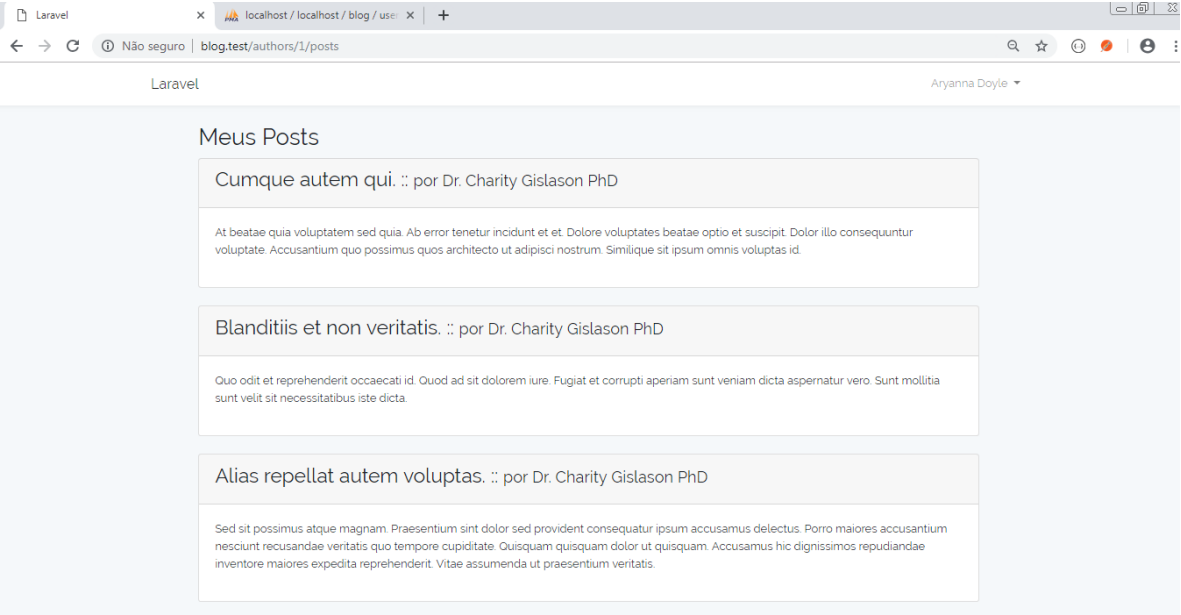 Laravel
localhost / localhost / blog / use
Não seguro blog.test/authors/1/posts
Laravel Aryanna Doyle
Meus Posts
Cumque autem qui. :: por Dr. Charity Gislason PhD
At beatae quia voluptatem sed quia. Ab error tenetur incidunt et et. Dolore voluptates beatae optio et suscipit. Dolor illo consequuntur
voluptate. Accusantium quo possimus quos architecto ut adipisci nostrum. Similique sit ipsum omnis voluptas id.
Blanditiis et non veritatis. :: por Dr. Charity Gislason PhD
Quo odit et reprehenderit occaecati id. Quod ad sit dolorem iure. Fugiat et corrupti aperiam sunt veniam dicta aspernatur vero. Sunt mollitia
sunt velit sit necessitatibus iste dicta.
Alias repellat autem voluptas. :: por Dr. Charity Gislason PhD
Sed sit possimus atque magnam. Praesentium sint dolor sed provident consequatur ipsum accusamus delectus. Porro maiores accusantium
nesciunt recusandae veritatis quo tempore cupiditate. Quisquam quisquam dolor ut quisquam. Accusamus hic dignissimos repudiandae
inventore maiores expedita reprehenderit. Vitae assumenda ut praesentium veritatis.